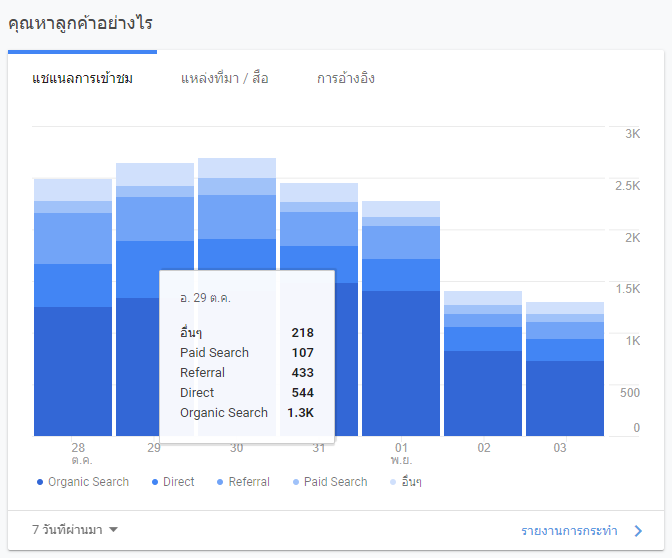 คุณหาลูกค้าอย่างไร
แชแนลการเข้าชม แหล่งที่มา / สื่อ การอ้างอิง
3K
2.5K
2K
1.5K
1K
500
0
อ. 29 ต.ค.
อื่นๆ 218
Paid Search 107
Referral 433
Direct 544
Organic Search 1.3K
28 29 30 31 01 02 03
ต.ค. พ.ย.
Organic Search Direct Referral Paid Search อื่นๆ
7 วันที่ผ่านมา รายงานการกระทำ